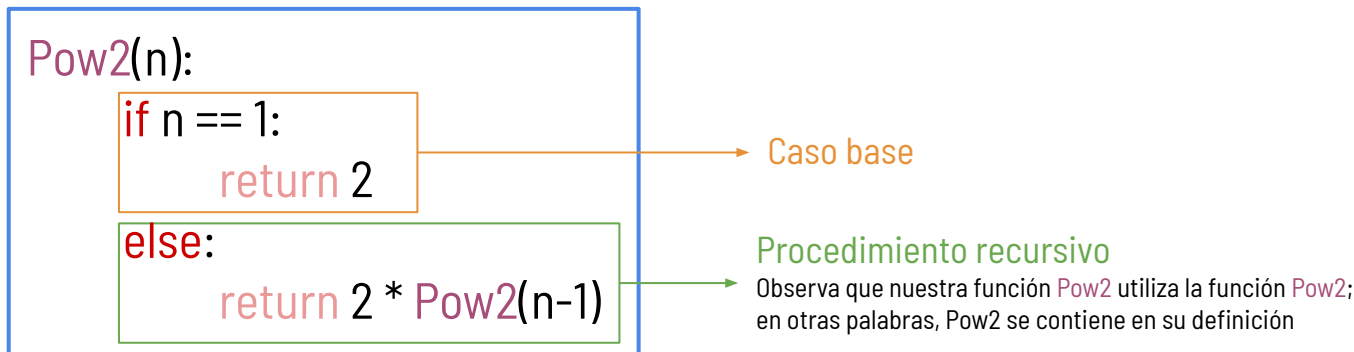 Pow2(n):
if n == 1:
return 2
Caso base
else:
return 2 * Pow2(n-1)
Procedimiento recursivo
Observa que nuestra función Pow2 utiliza la función Pow2;
en otras palabras, Pow2 se contiene en su definición